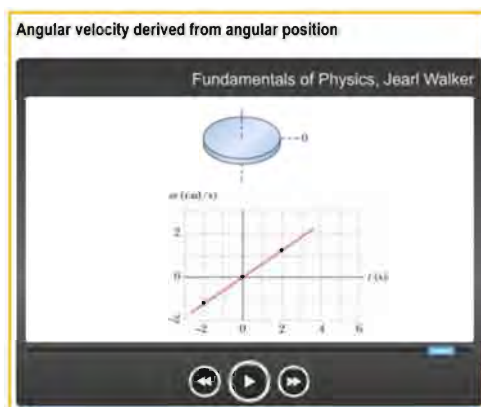 Angular velocity derived from angular position
Fundamentals of Physics, Jearl Walker
0
ω (rad/s)
2
0
t (s)
-2
-2 0 2 4 6